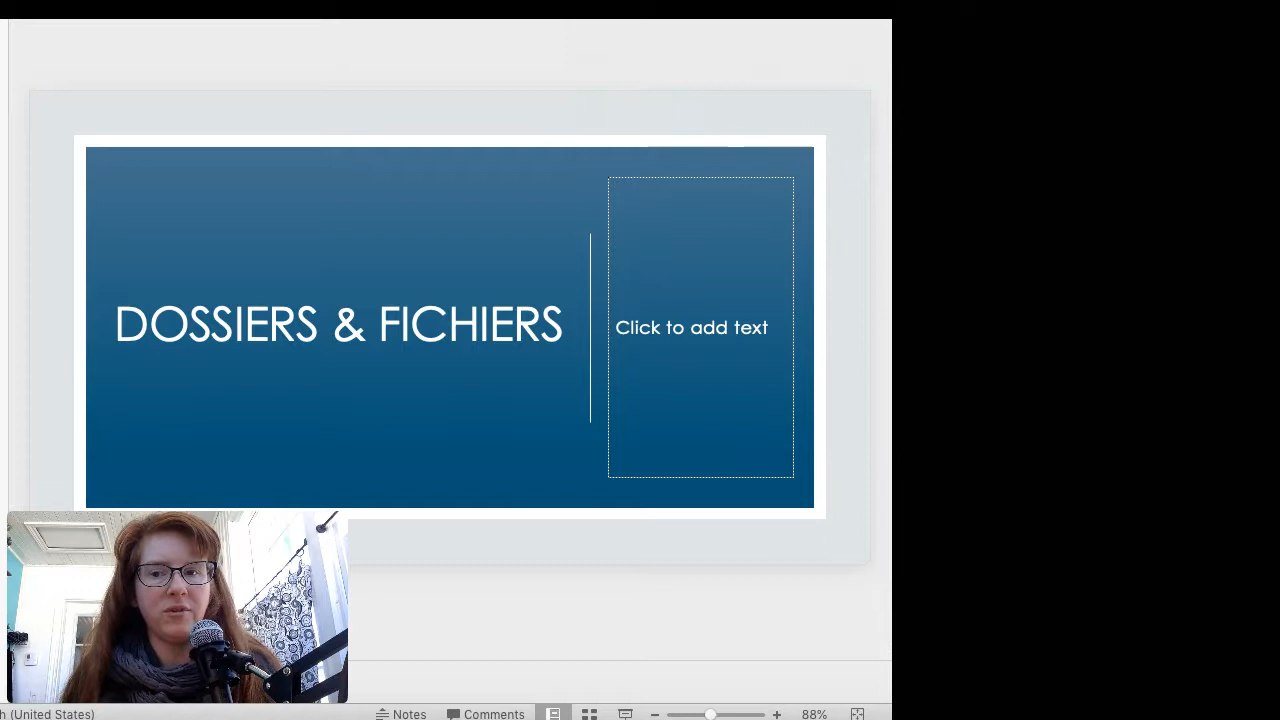 DOSSIERS & FICHIERS
Click to add text
h (United States)
Notes
Comments
88%